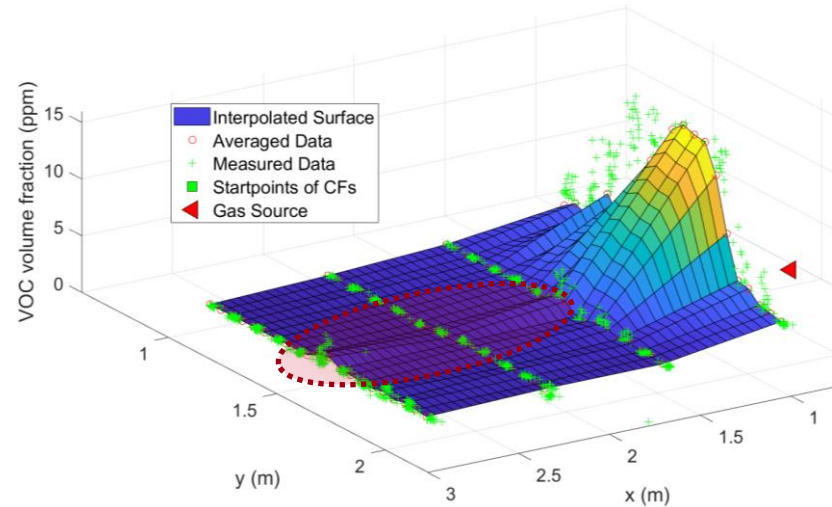 VOC volume fraction (ppm)
15
10
5
0
Interpolated Surface
Averaged Data
Measured Data
Startpoints of CFs
Gas Source
1
1.5
2
y (m)
3
2.5
2
1.5
1
x (m)